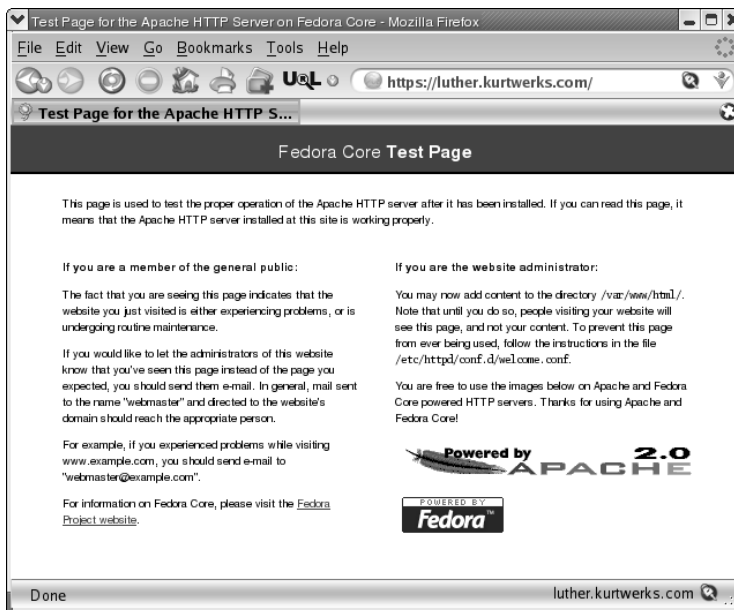 Test Page for the Apache HTTP Server on Fedora Core - Mozilla Firefox
File Edit View Go Bookmarks Tools Help
URL https://luther.kurtwerks.com/
Test Page for the Apache HTTP S...
Fedora Core Test Page
This page is used to test the proper operation of the Apache HTTP server after it has been installed. If you can read this page, it
means that the Apache HTTP server installed at this site is working properly.
If you are a member of the general public:
The fact that you are seeing this page indicates that the
website you just visited is either experiencing problems, or is
undergoing routine maintenance.
If you would like to let the administrators of this website
know that you've seen this page instead of the page you
expected, you should send them e-mail. In general, mail sent
to the name "webmaster" and directed to the website's
domain should reach the appropriate person.
For example, if you experienced problems while visiting
www.example.com, you should send e-mail to
"webmaster@example.com".
For information on Fedora Core, please visit the Fedora
Project website.
If you are the website administrator:
You may now add content to the directory /var/www/html/.
Note that until you do so, people visiting your website will
see this page, and not your content. To prevent this page
from ever being used, follow the instructions in the file
/etc/httpd/conf.d/welcome.conf.
You are free to use the images below on Apache and Fedora
Core powered HTTP servers. Thanks for using Apache and
Fedora Core!
Powered by 2.0
APACHE
POWERED BY
Fedora™
Done luther.kurtwerks.com